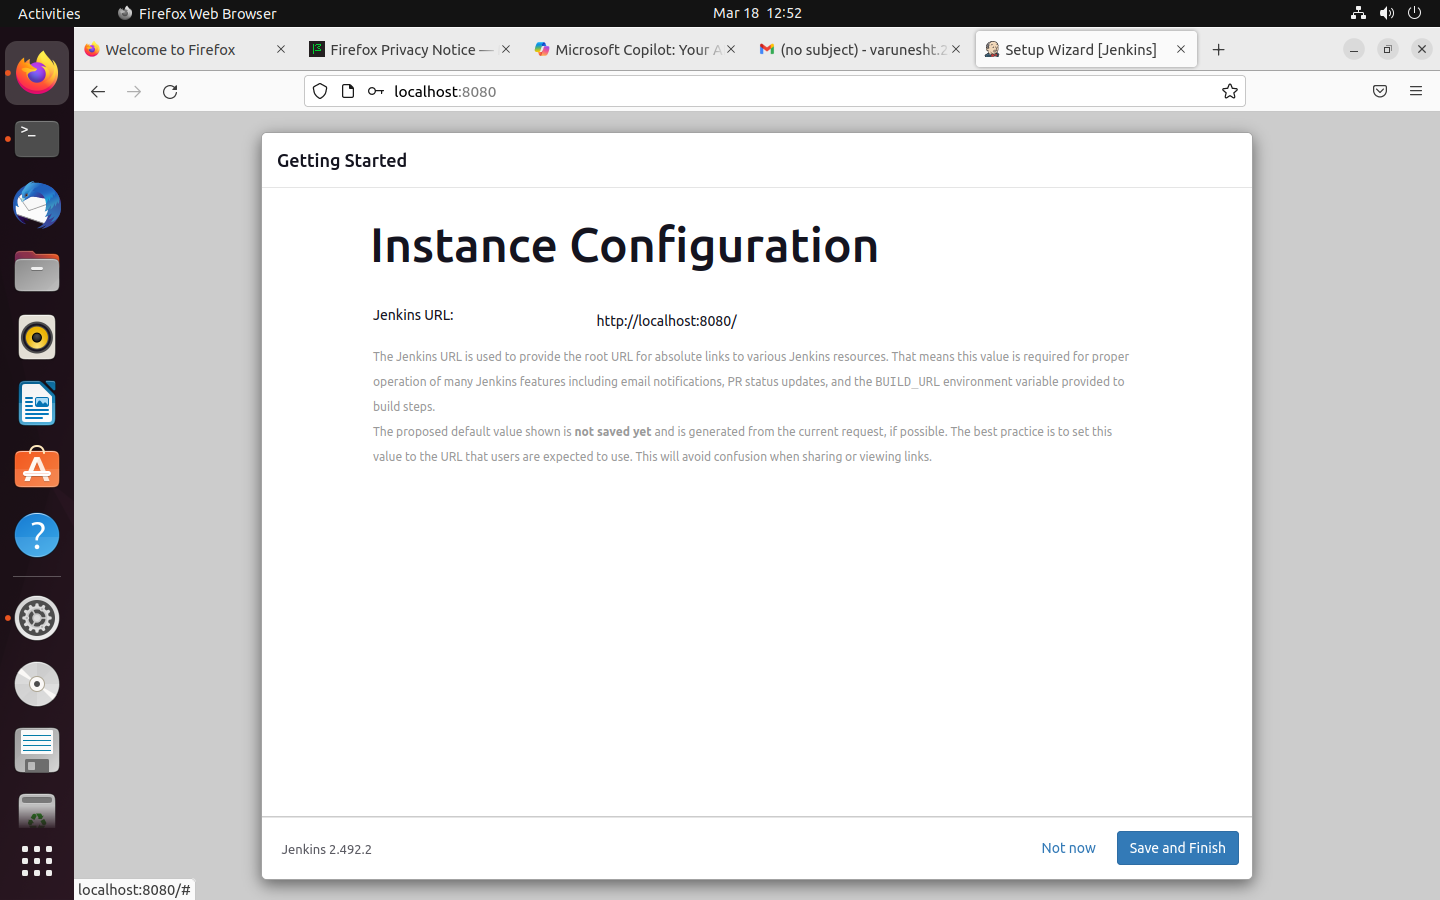 Activities
Firefox Web Browser
Mar 18 12:52
Welcome to Firefox
Firefox Privacy Notice —
Microsoft Copilot: Your A
(no subject) - varunesht.2
Setup Wizard [Jenkins]
localhost:8080
Getting Started
Instance Configuration
Jenkins URL:
http://localhost:8080/
The Jenkins URL is used to provide the root URL for absolute links to various Jenkins resources. That means this value is required for proper
operation of many Jenkins features including email notifications, PR status updates, and the BUILD_URL environment variable provided to
build steps.
The proposed default value shown is not saved yet and is generated from the current request, if possible. The best practice is to set this
value to the URL that users are expected to use. This will avoid confusion when sharing or viewing links.
Jenkins 2.492.2
Not now
Save and Finish
localhost:8080/#